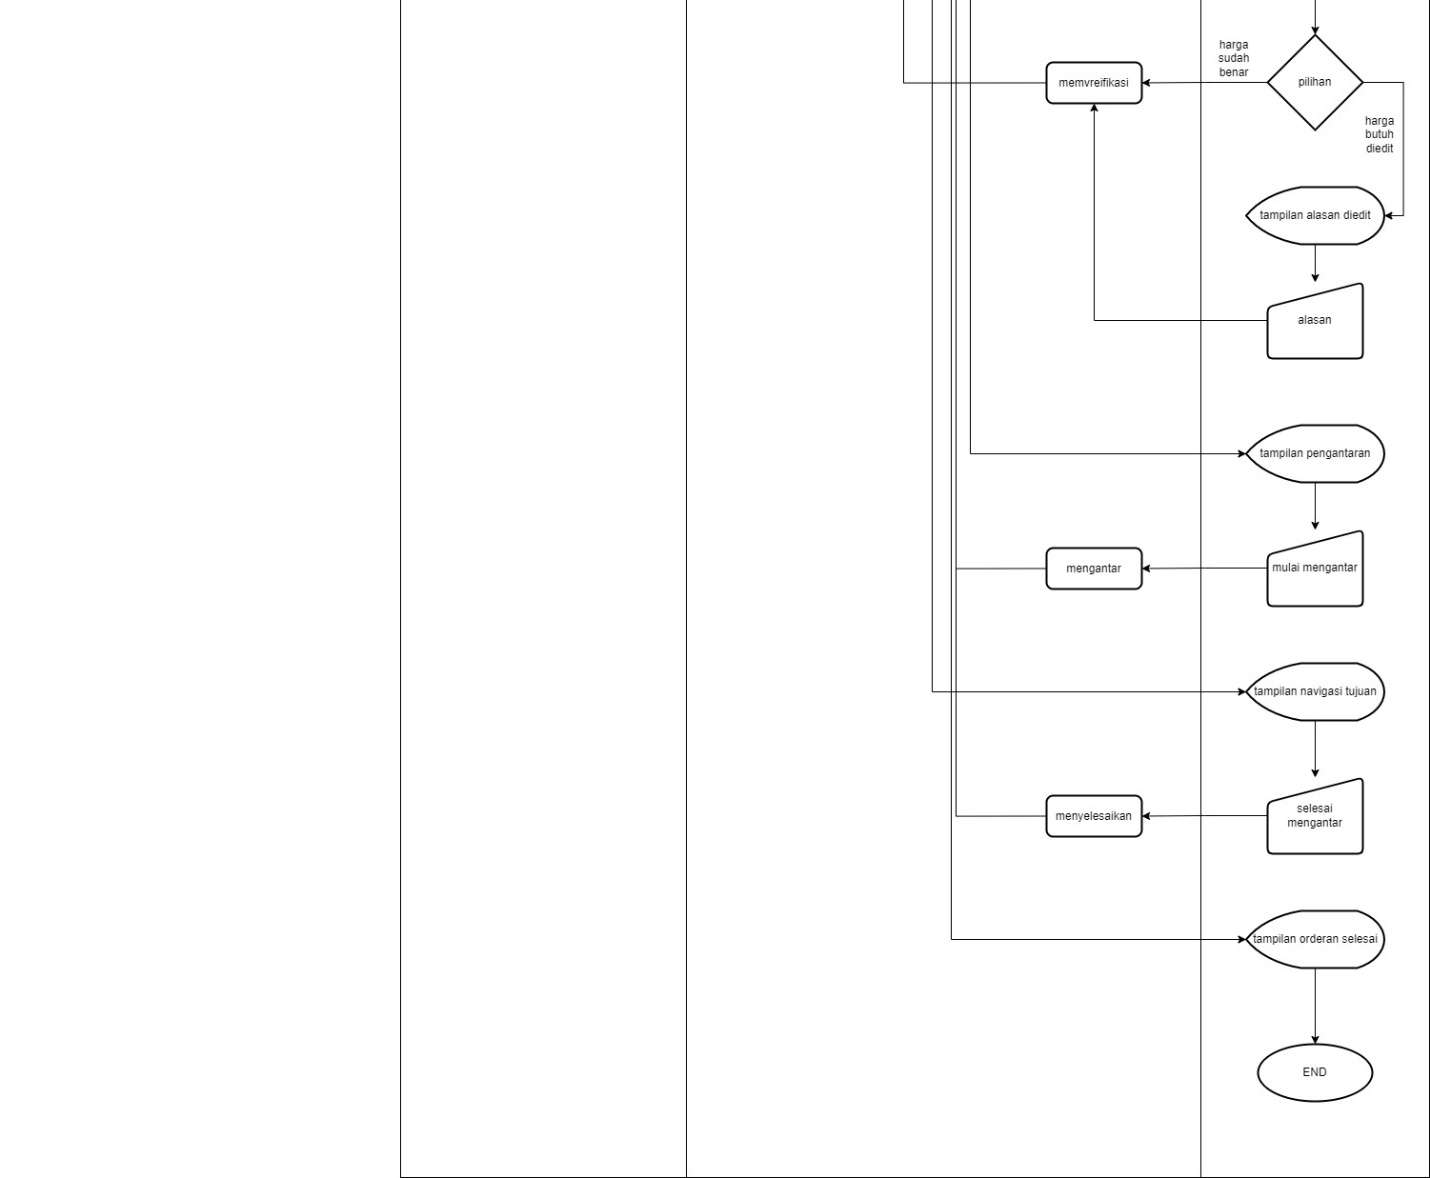 harga
sudah
benar
memvreifikasi
pilihan
harga
butuh
diedit
tampilan alasan diedit
alasan
tampilan pengantaran
mengantar
mulai mengantar
tampilan navigasi tujuan
menyelesaikan
selesai
mengantar
tampilan orderan selesai
END